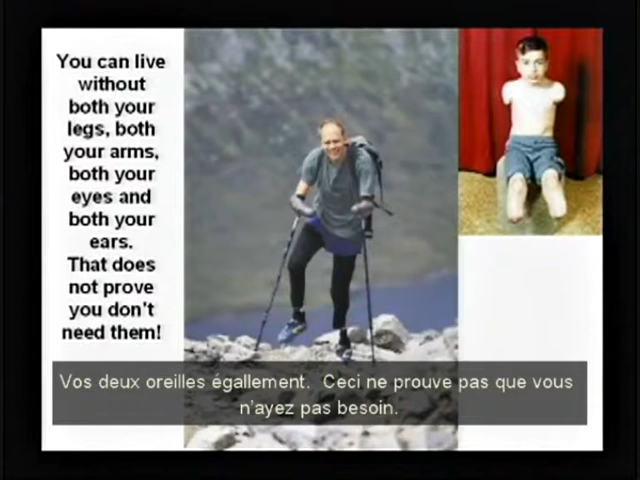 You can live
without
both your
legs, both
your arms,
both your
eyes and
both your
ears.
That does
not prove
you don't
need them!
Vos deux oreilles égallement.  Ceci ne prouve pas que vous
n'ayez pas besoin.